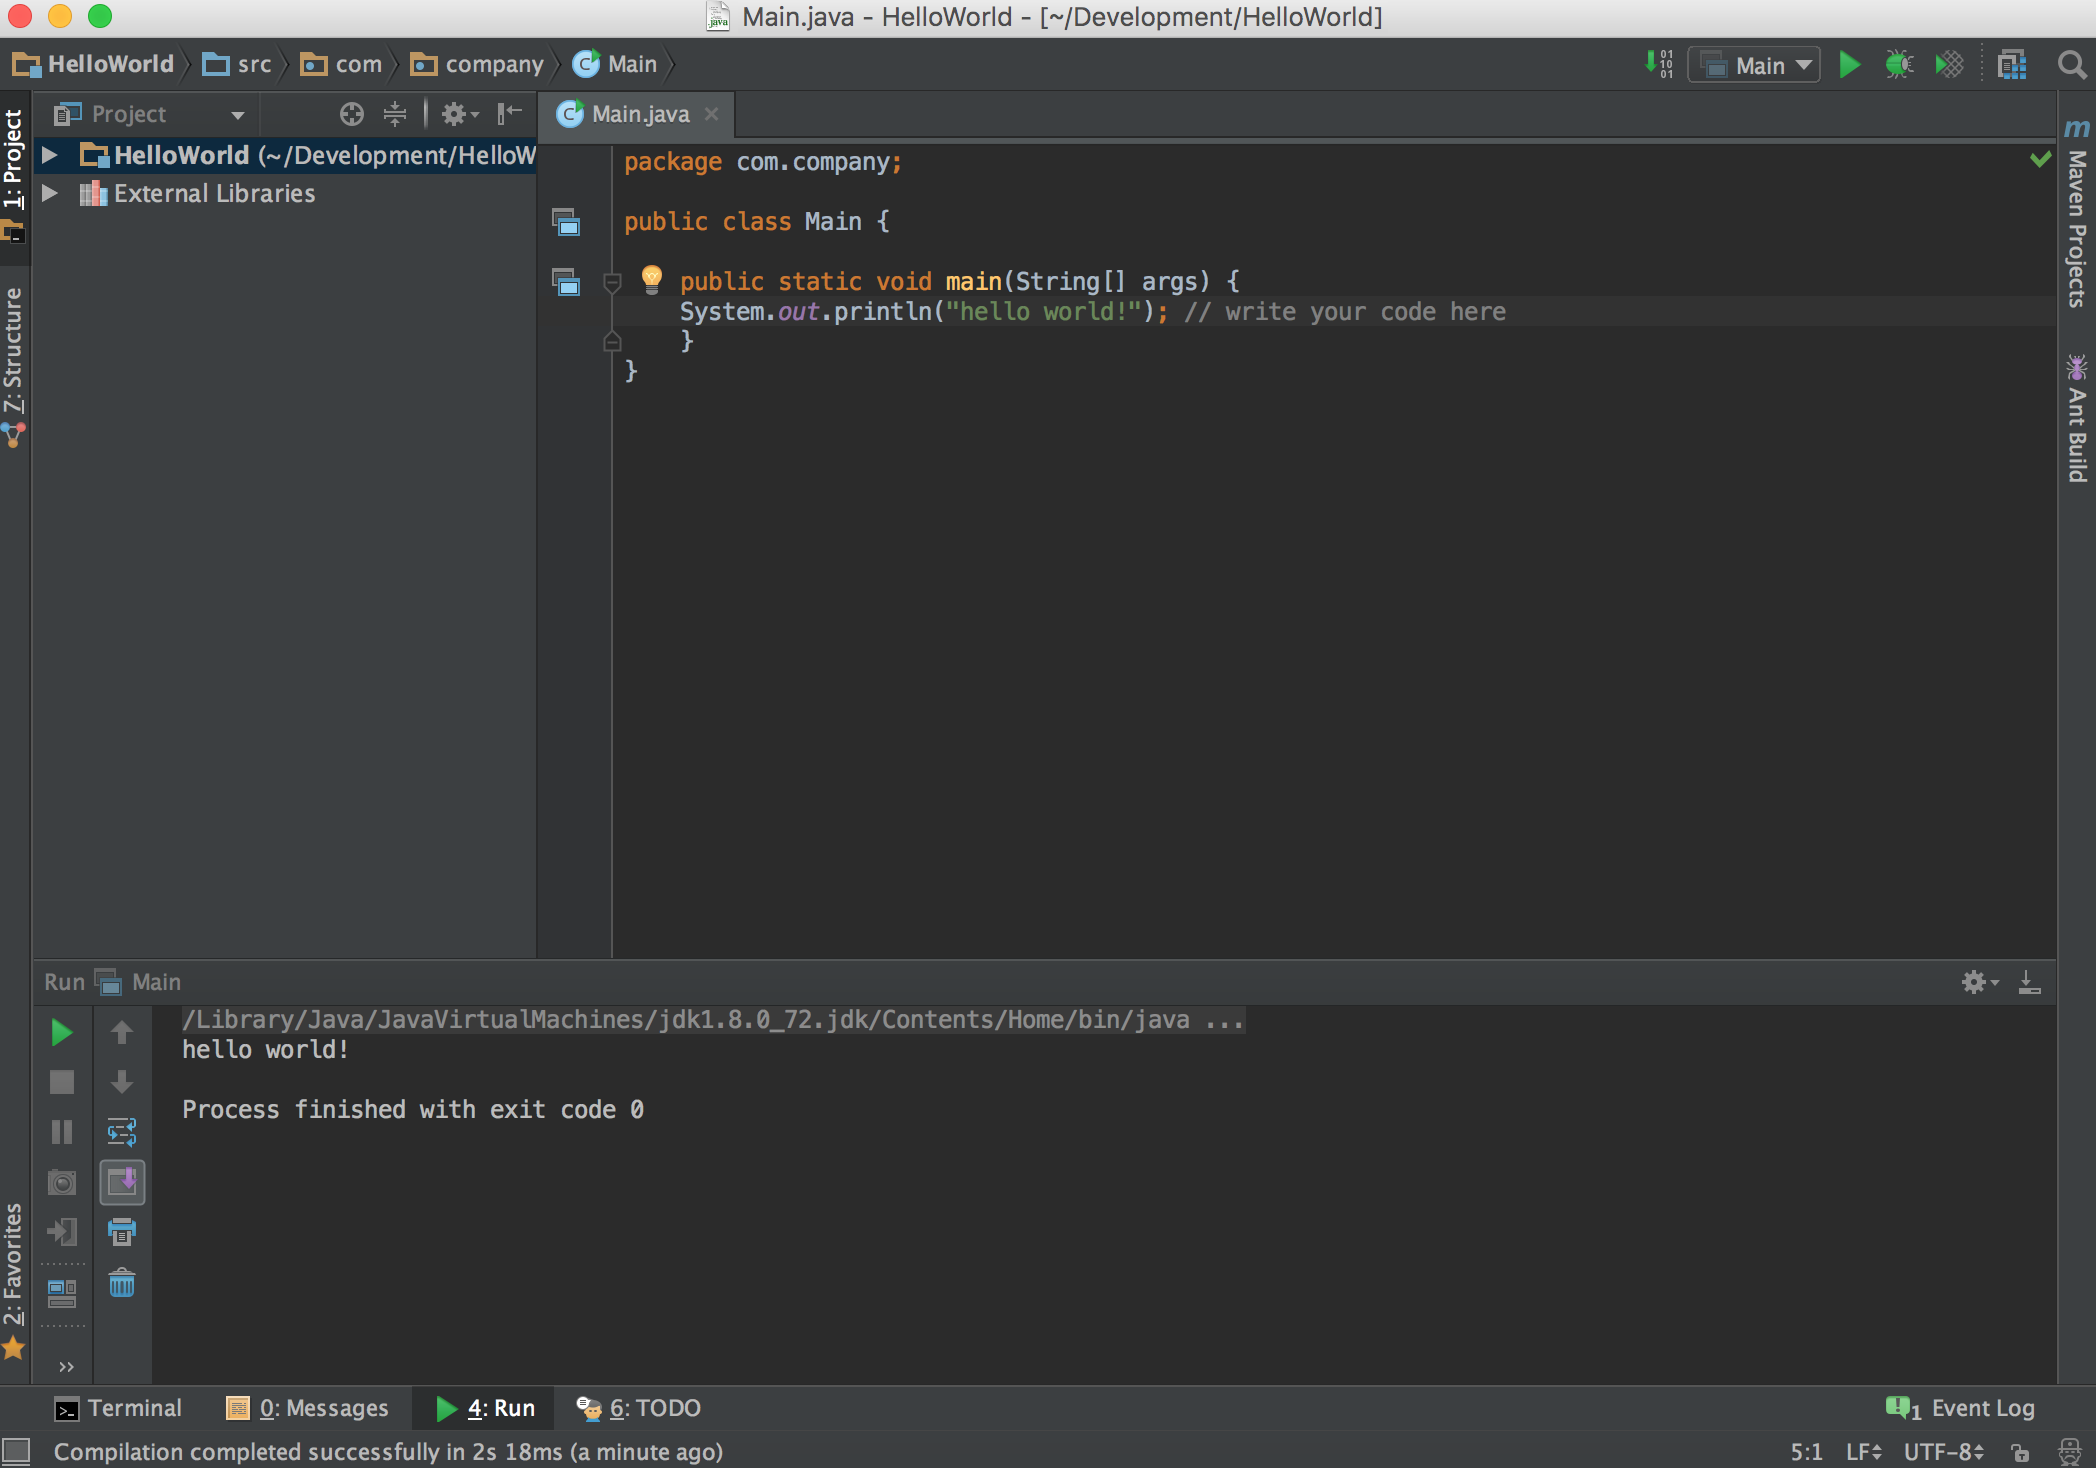 Main.java - HelloWorld - [~/Development/HelloWorld]
HelloWorld src com company Main
Main
Project
Main.java
1: Project
7: Structure
2: Favorites
HelloWorld (~/Development/HelloW
External Libraries
package com.company;
public class Main {
public static void main(String[] args) {
System.out.println("hello world!"); // write your code here
}
}
Maven Projects
Ant Build
Run Main
/Library/Java/JavaVirtualMachines/jdk1.8.0_72.jdk/Contents/Home/bin/java ...
hello world!
Process finished with exit code 0
Terminal 0: Messages 4: Run 6: TODO 1 Event Log
Compilation completed successfully in 2s 18ms (a minute ago) 5:1 LF UTF-8